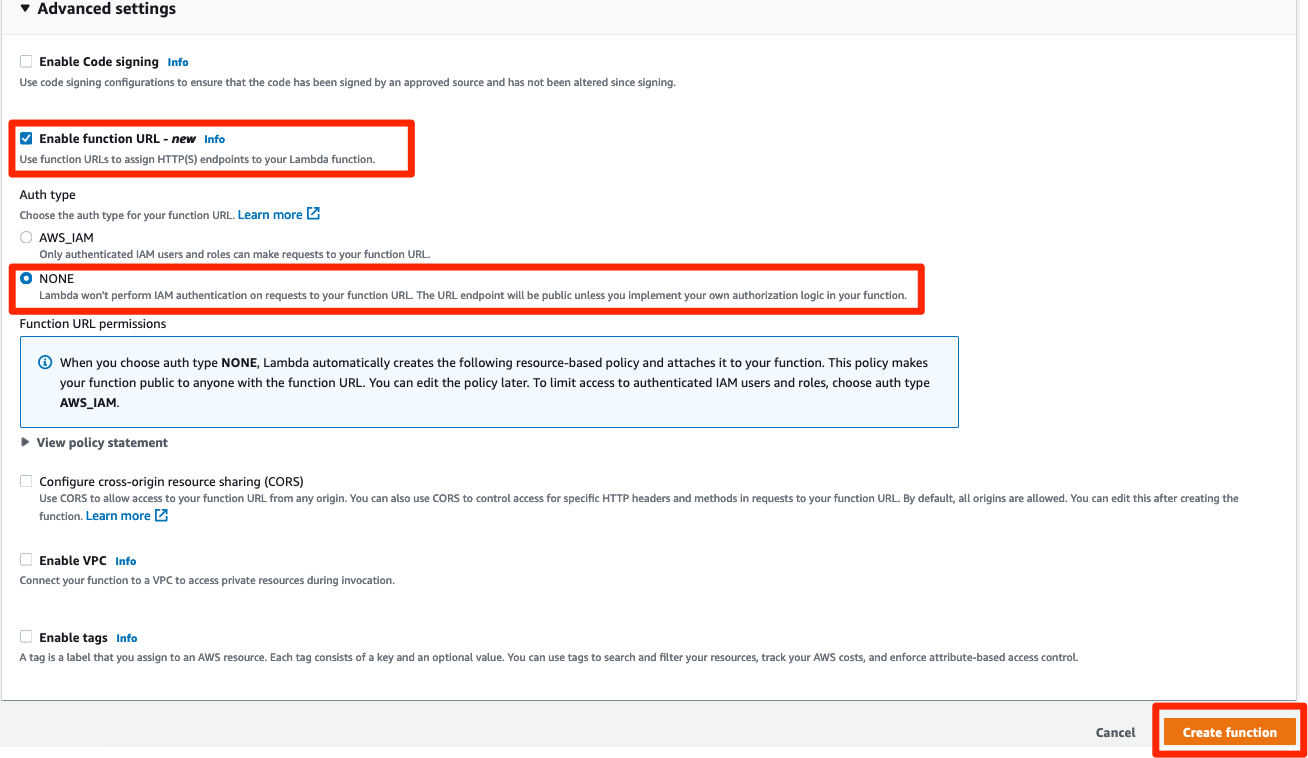 ▼ Advanced settings
Enable Code signing Info
Use code signing configurations to ensure that the code has been signed by an approved source and has not been altered since signing.
Enable function URL - new Info
Use function URLs to assign HTTP(S) endpoints to your Lambda function.
Auth type
Choose the auth type for your function URL. Learn more
AWS_IAM
Only authenticated IAM users and roles can make requests to your function URL.
NONE
Lambda won't perform IAM authentication on requests to your function URL. The URL endpoint will be public unless you implement your own authorization logic in your function.
Function URL permissions
When you choose auth type NONE, Lambda automatically creates the following resource-based policy and attaches it to your function. This policy makes
your function public to anyone with the function URL. You can edit the policy later. To limit access to authenticated IAM users and roles, choose auth type
AWS_IAM.
▶ View policy statement
Configure cross-origin resource sharing (CORS)
Use CORS to allow access to your function URL from any origin. You can also use CORS to control access for specific HTTP headers and methods in requests to your function URL. By default, all origins are allowed. You can edit this after creating the
function. Learn more
Enable VPC Info
Connect your function to a VPC to access private resources during invocation.
Enable tags Info
A tag is a label that you assign to an AWS resource. Each tag consists of a key and an optional value. You can use tags to search and filter your resources, track your AWS costs, and enforce attribute-based access control.
Cancel Create function